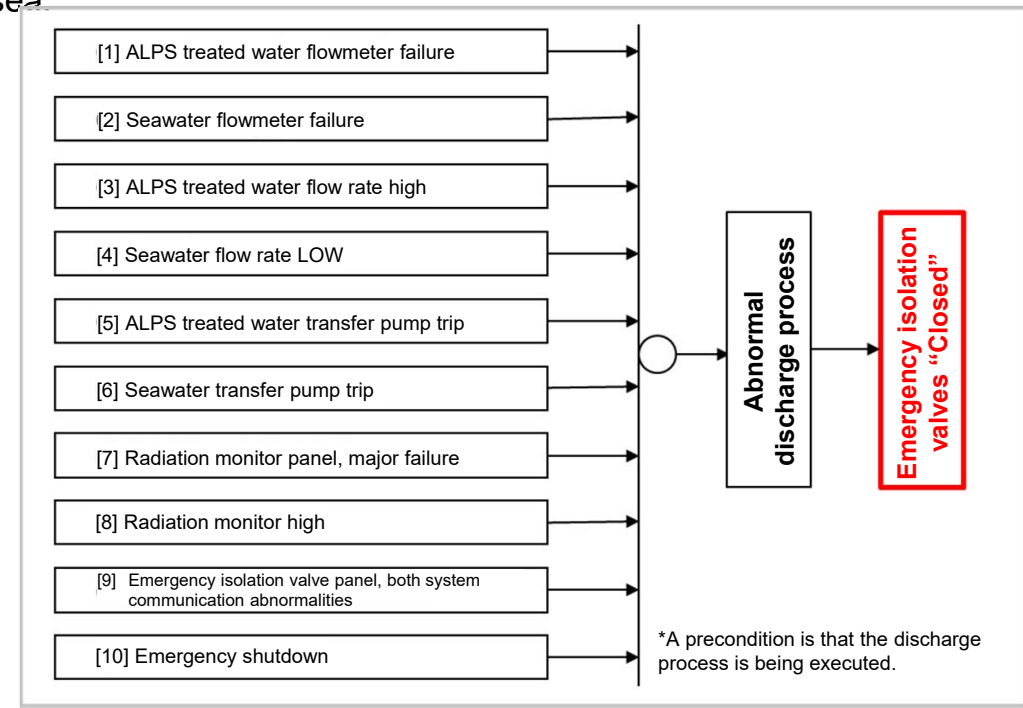 sea.
[1] ALPS treated water flowmeter failure
[2] Seawater flowmeter failure
[3] ALPS treated water flow rate high
[4] Seawater flow rate LOW
[5] ALPS treated water transfer pump trip
[6] Seawater transfer pump trip
[7] Radiation monitor panel, major failure
[8] Radiation monitor high
[9] Emergency isolation valve panel, both system
communication abnormalities
[10] Emergency shutdown
Abnormal
discharge process
Emergency isolation
valves “Closed”
*A precondition is that the discharge
process is being executed.